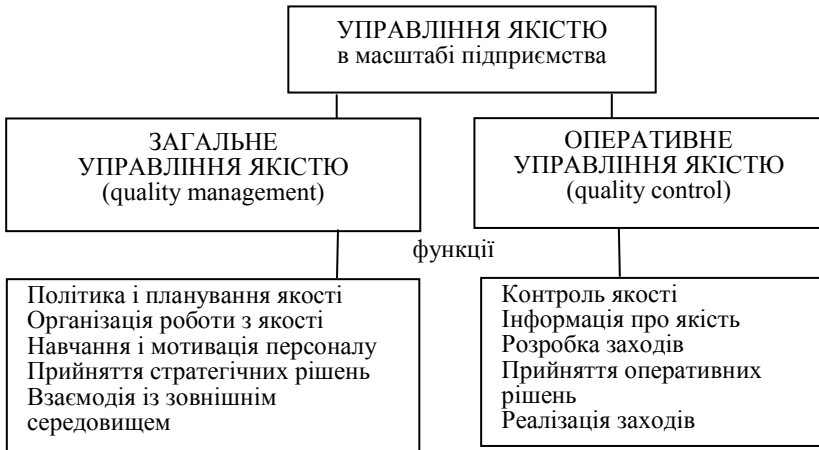 УПРАВЛІННЯ ЯКІСТЮ
в масштабі підприємства
ЗАГАЛЬНЕ
УПРАВЛІННЯ ЯКІСТЮ
(quality management)
ОПЕРАТИВНЕ
УПРАВЛІННЯ ЯКІСТЮ
(quality control)
функції
Політика і планування якості
Організація роботи з якості
Навчання і мотивація персоналу
Прийняття стратегічних рішень
Взаємодія із зовнішнім
середовищем
Контроль якості
Інформація про якість
Розробка заходів
Прийняття оперативних
рішень
Реалізація заходів